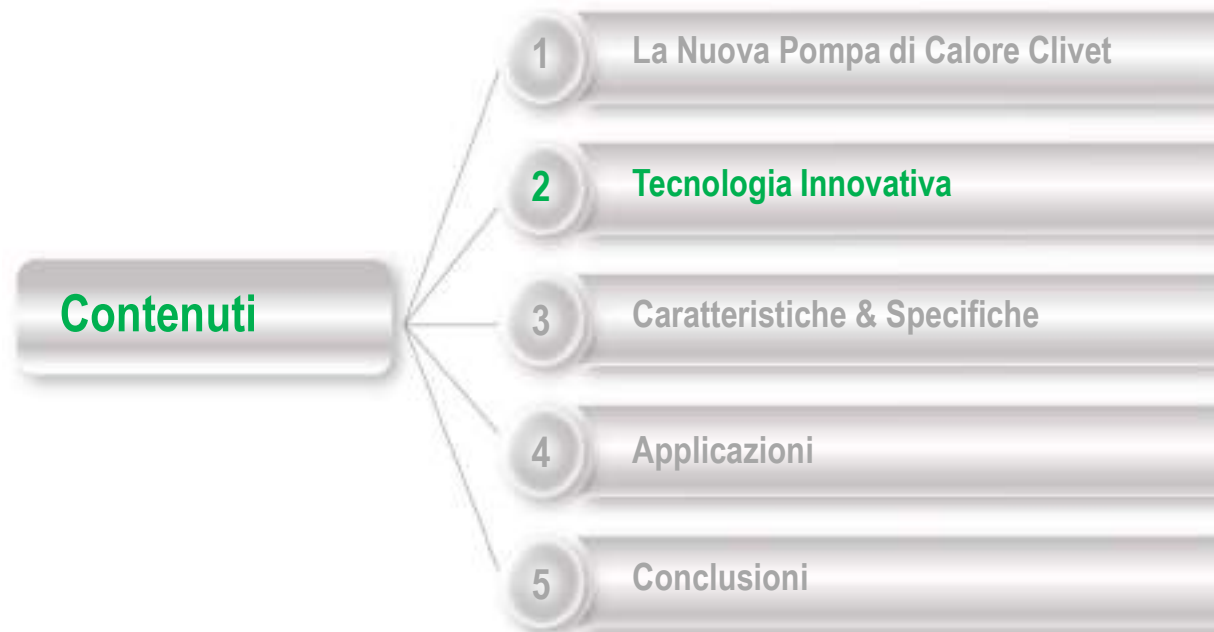 Contenuti
1 La Nuova Pompa di Calore Clivet
2 Tecnologia Innovativa
3 Caratteristiche & Specifiche
4 Applicazioni
5 Conclusioni